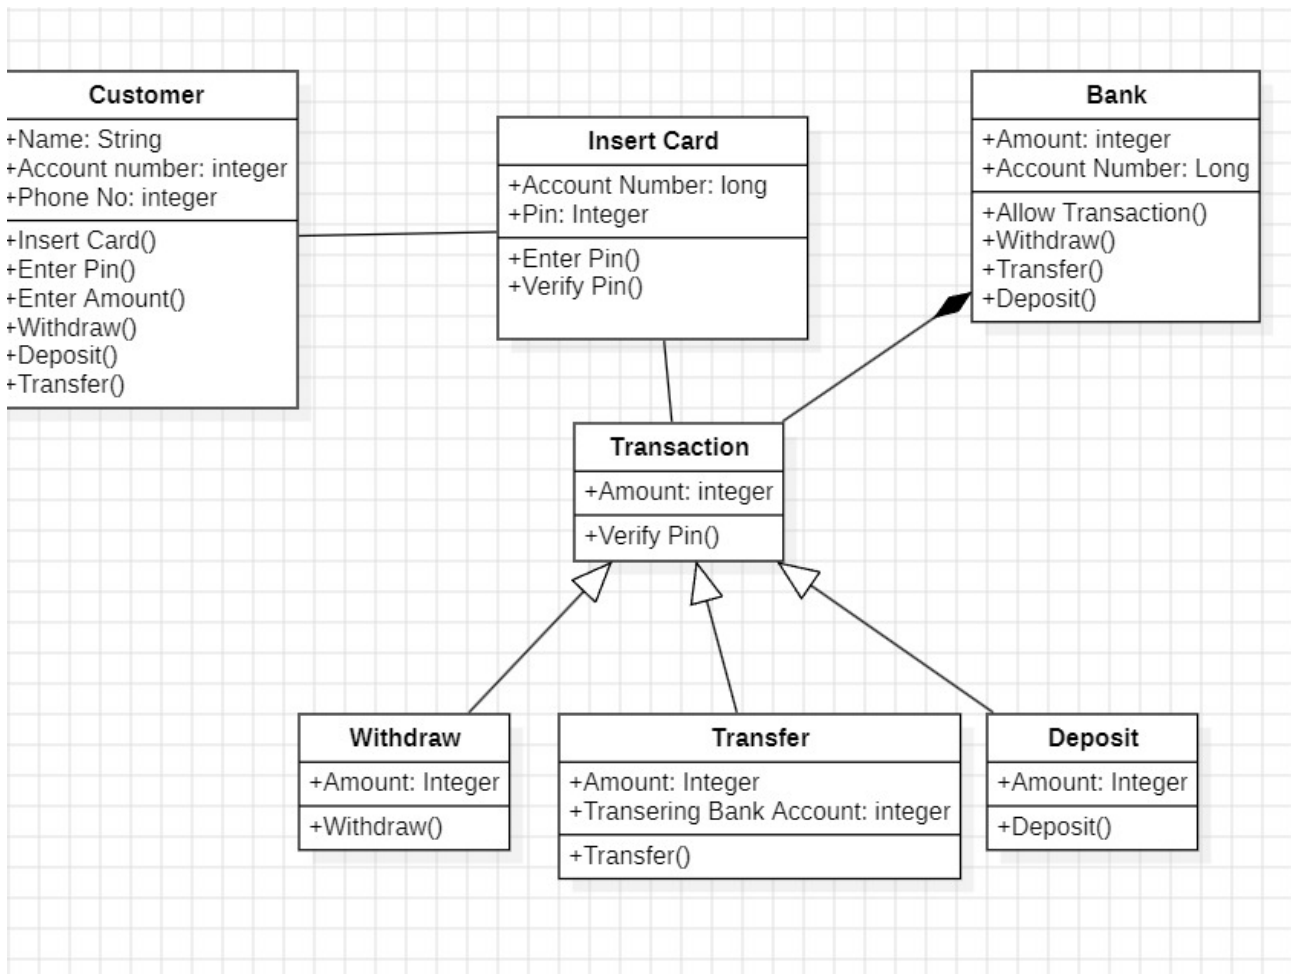 Customer
+Name: String
+Account number: integer
+Phone No: integer
+Insert Card()
+Enter Pin()
+Enter Amount()
+Withdraw()
+Deposit()
+Transfer()
Insert Card
+Account Number: long
+Pin: Integer
+Enter Pin()
+Verify Pin()
Bank
+Amount: integer
+Account Number: Long
+Allow Transaction()
+Withdraw()
+Transfer()
+Deposit()
Transaction
+Amount: integer
+Verify Pin()
Withdraw
+Amount: Integer
+Withdraw()
Transfer
+Amount: Integer
+Transering Bank Account: integer
+Transfer()
Deposit
+Amount: Integer
+Deposit()